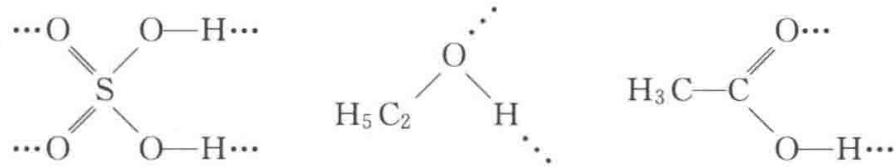 ···O O—H···
S
···O O—H···
O
H₅C₂ H
O···
H₃C—C
O—H···